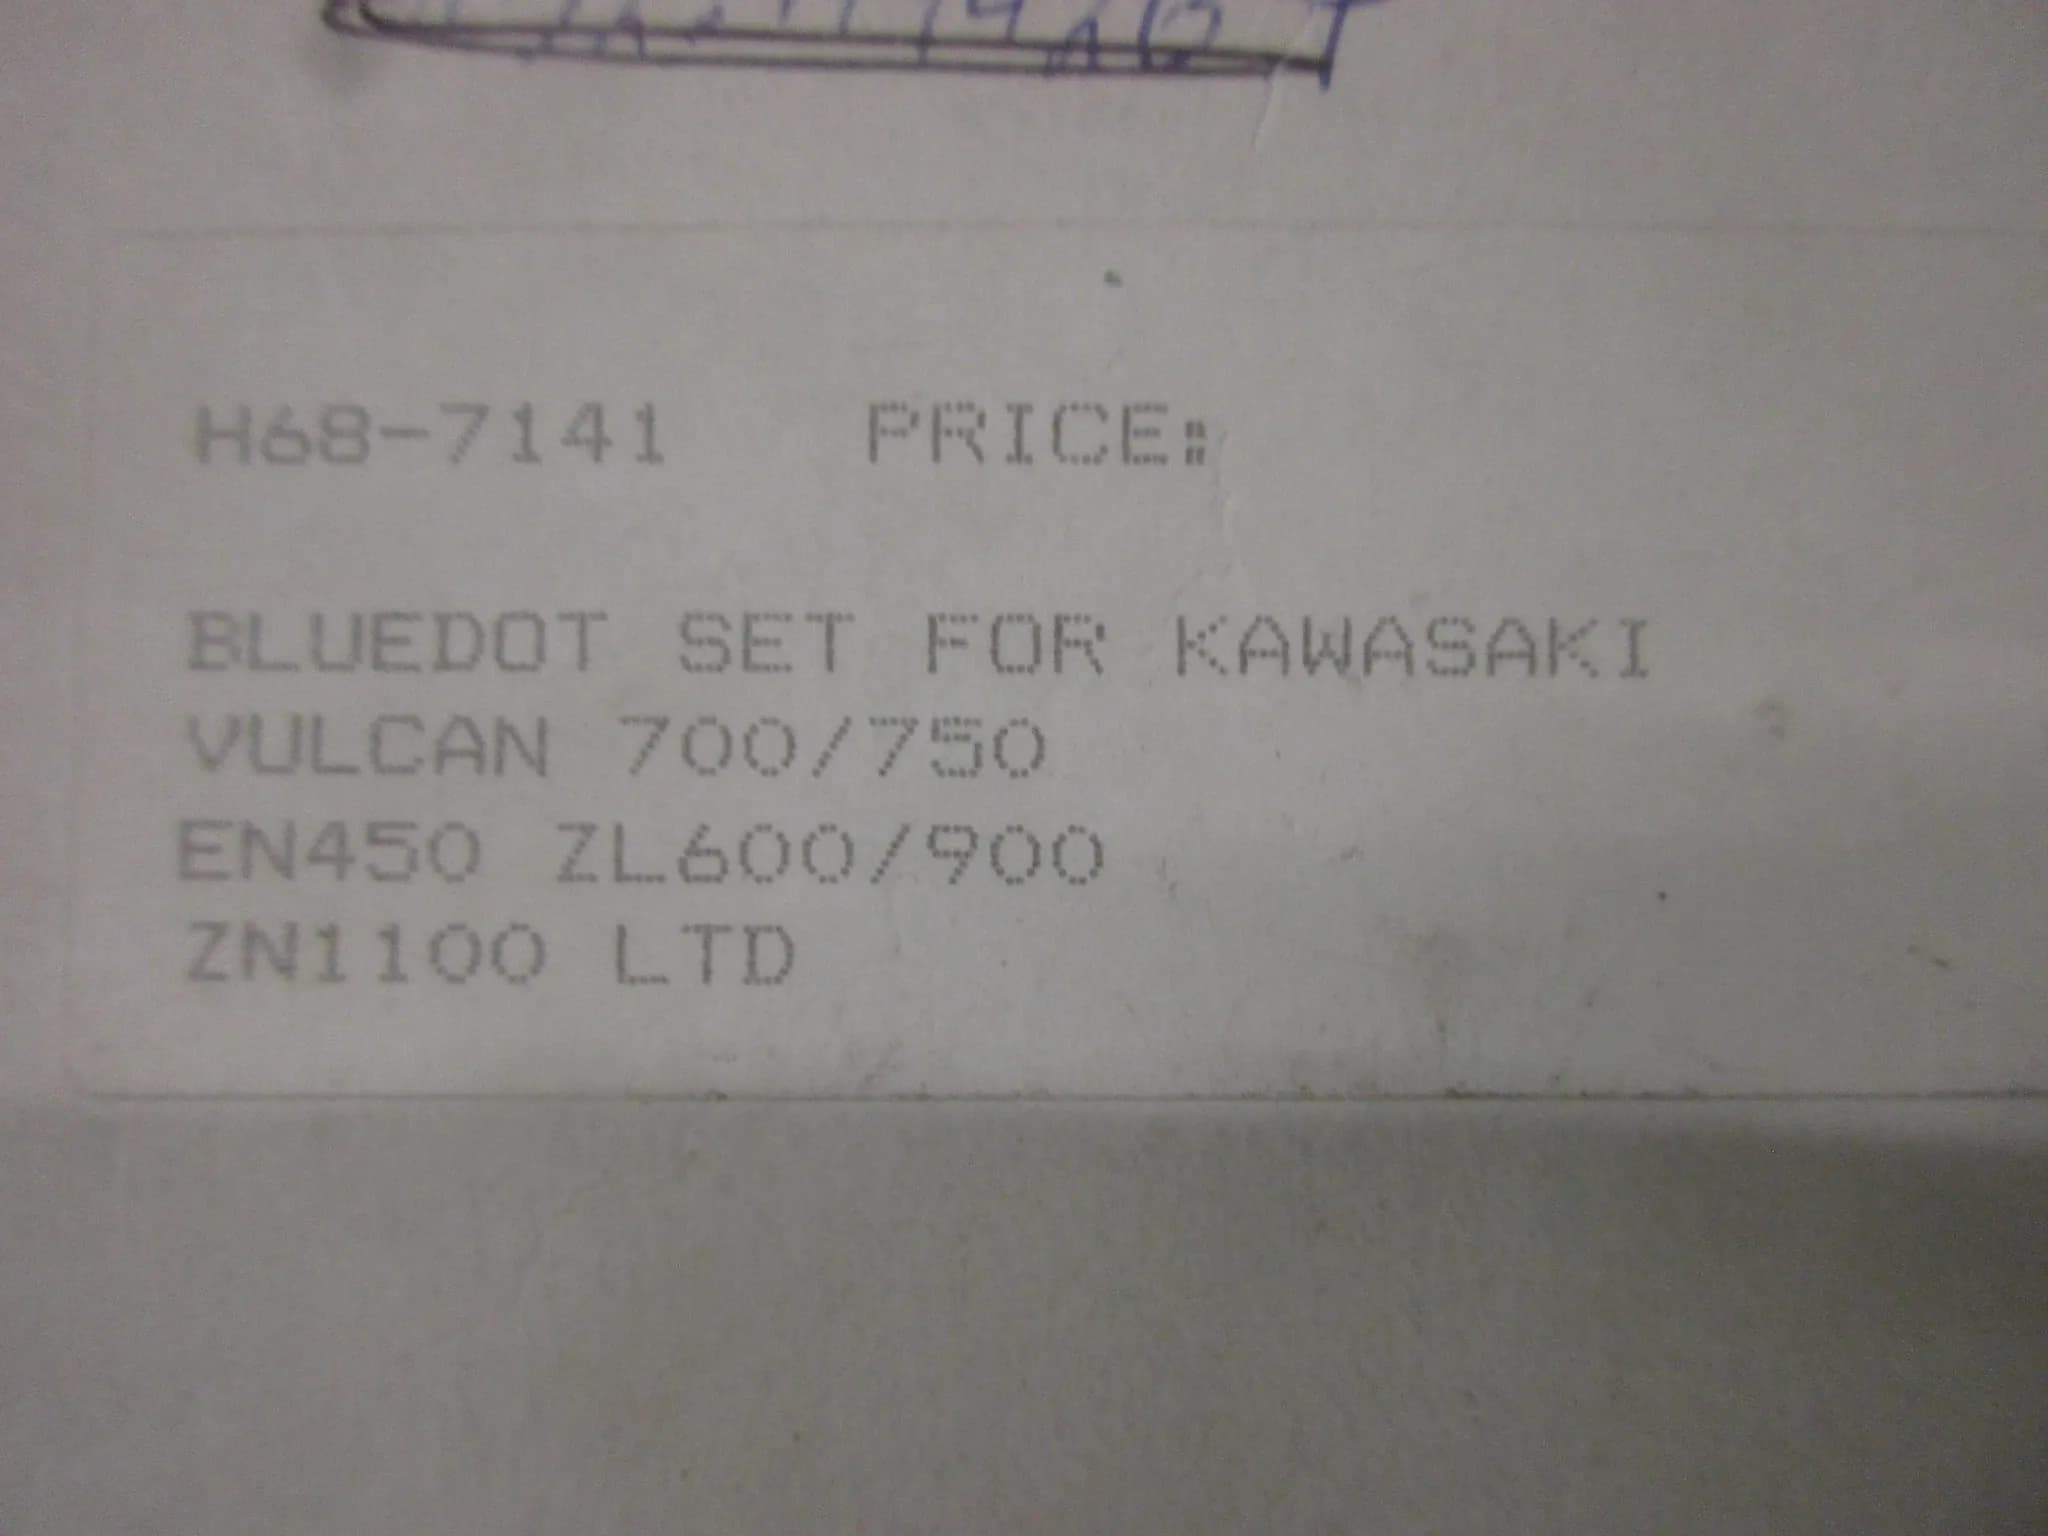 H68-7141 PRICE:
BLUEDOT SET FOR KAWASAKI
VULCAN 700/750
EN450 ZL600/900
ZN1100 LTD